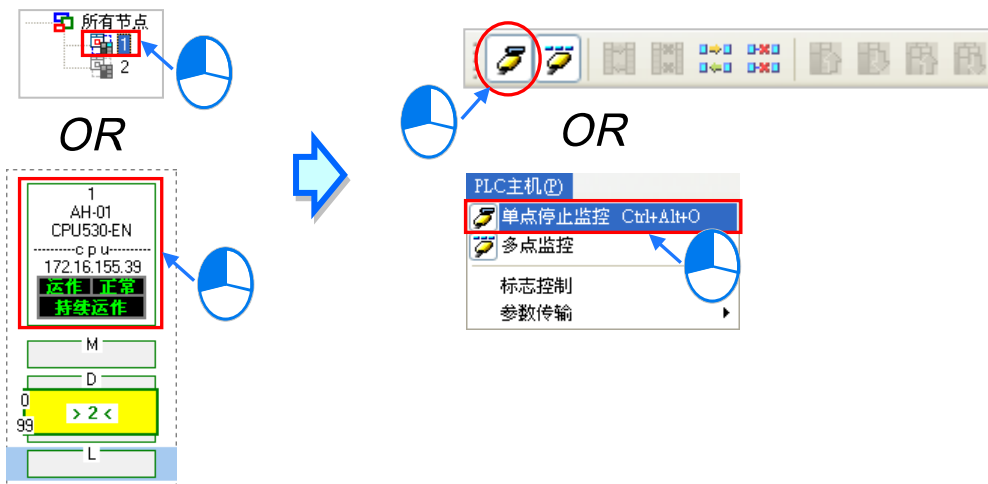 所有节点
1
2
OR
1
AH-01
CPU530-EN
---------c p u---------
172.16.155.39
运作 正常
持续运作
M
D
0
> 2 <
99
L
OR
PLC主机(P)
单点停止监控 Ctrl+Alt+O
多点监控
标志控制
参数传输